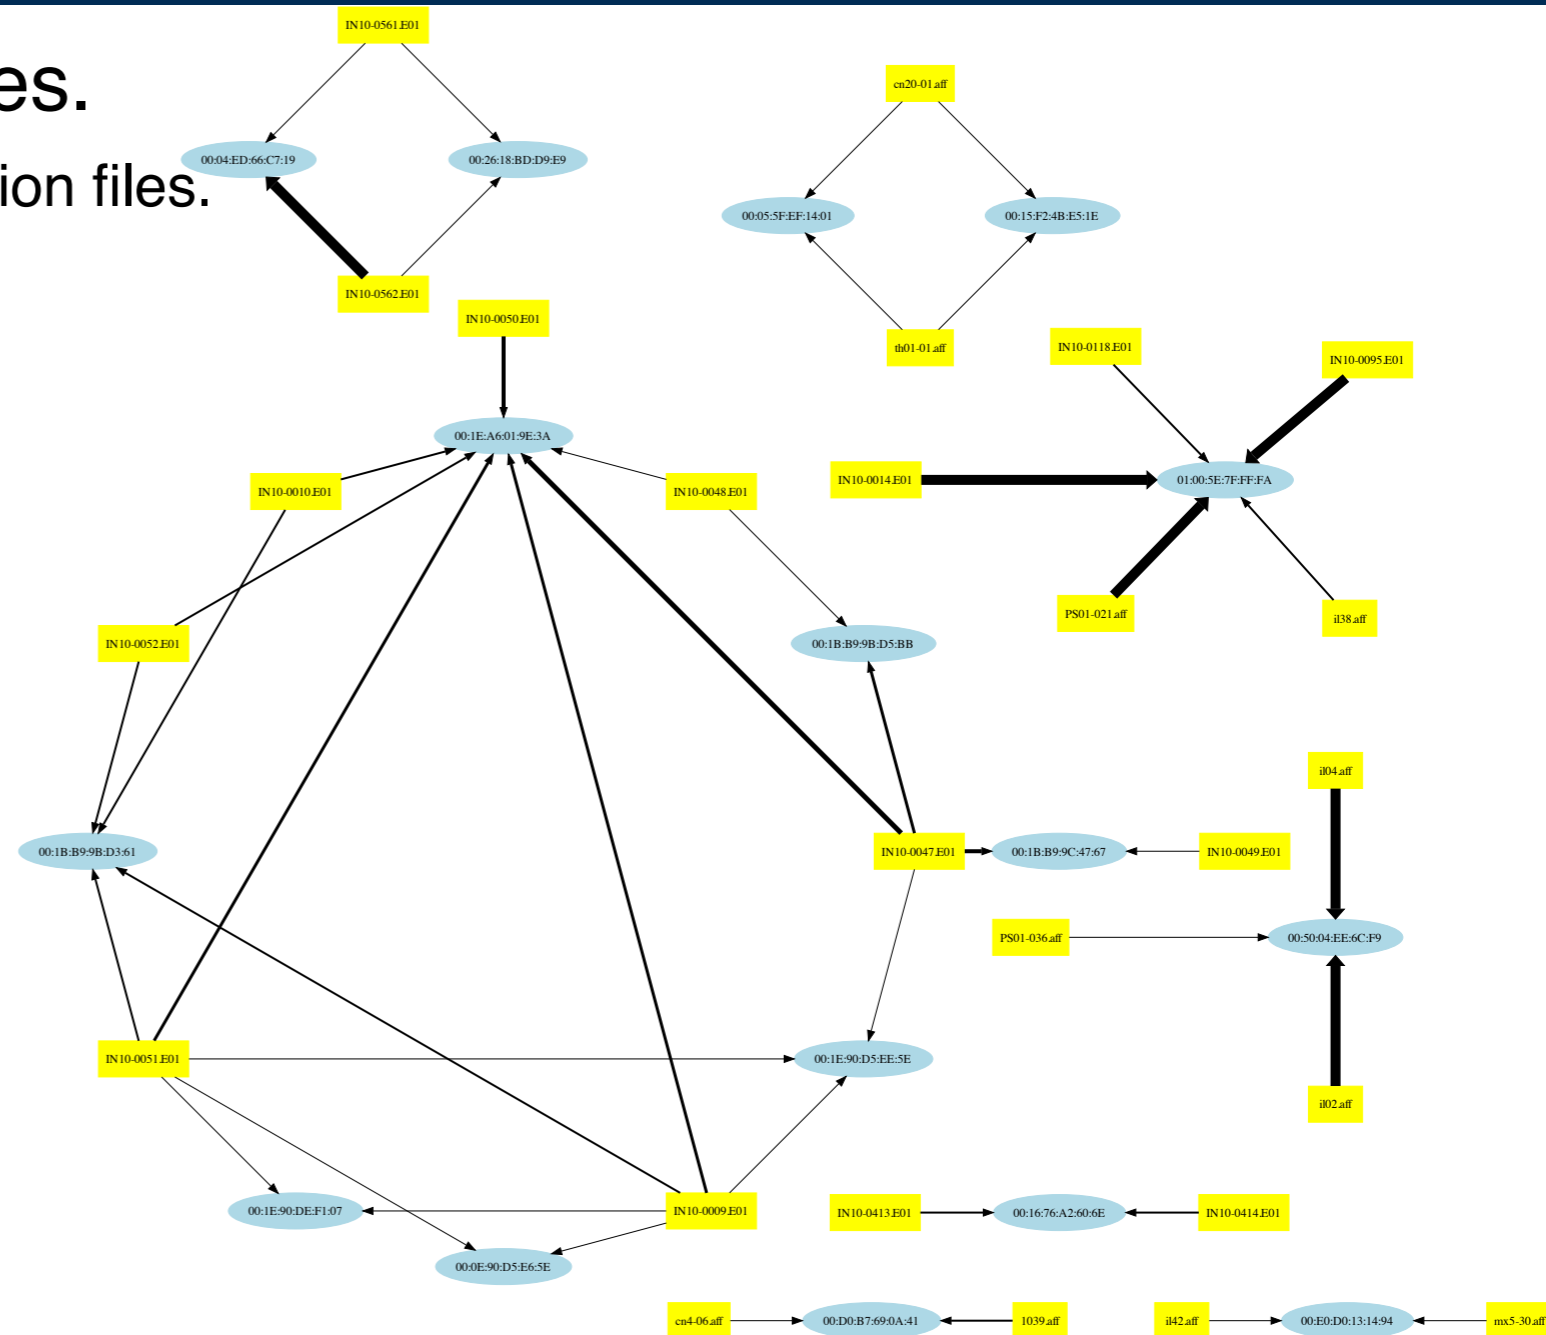 IN10-0561.E01
es.
cn20-01.aff
00:04:ED:66:C7:19
00:26:18:BD:D9:E9
ion files.
00:05:5F:EF:14:01
00:15:F2:4B:E5:1E
IN10-0562.E01
IN10-0050.E01
th01-01.aff
IN10-0118.E01
IN10-0095.E01
00:1E:A6:01:9E:3A
IN10-0014.E01
01:00:5E:7F:FF:FA
IN10-0010.E01
IN10-0048.E01
PS01-021.aff
il38.aff
IN10-0052.E01
00:1B:B9:9B:D5:BB
il04.aff
00:1B:B9:9B:D3:61
IN10-0047.E01
00:1B:B9:9C:47:67
IN10-0049.E01
PS01-036.aff
00:50:04:EE:6C:F9
IN10-0051.E01
00:1E:90:D5:EE:5E
il02.aff
00:1E:90:DE:F1:07
IN10-0009.E01
IN10-0413.E01
00:16:76:A2:60:6E
IN10-0414.E01
00:0E:90:D5:E6:5E
cn4-06.aff
00:D0:B7:69:0A:41
1039.aff
il42.aff
00:E0:D0:13:14:94
mx5-30.aff